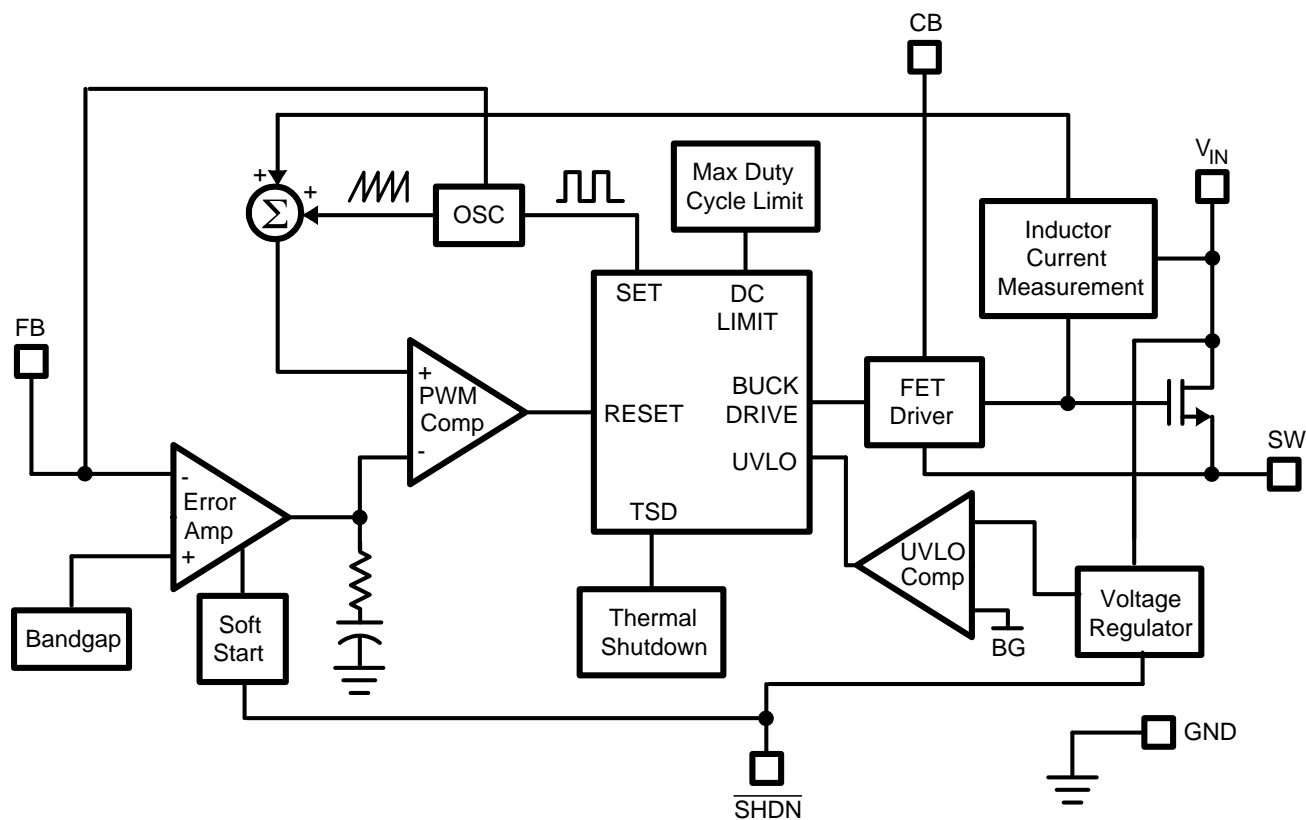 CB
V_IN
+
+
Σ
OSC
Max Duty
Cycle Limit
Inductor
Current
Measurement
SET
DC
LIMIT
FB
+
PWM
Comp
-
RESET
BUCK
DRIVE
FET
Driver
UVLO
SW
-
Error
Amp
+
TSD
UVLO
Comp
BG
Voltage
Regulator
Bandgap
Soft
Start
Thermal
Shutdown
GND
SHDN